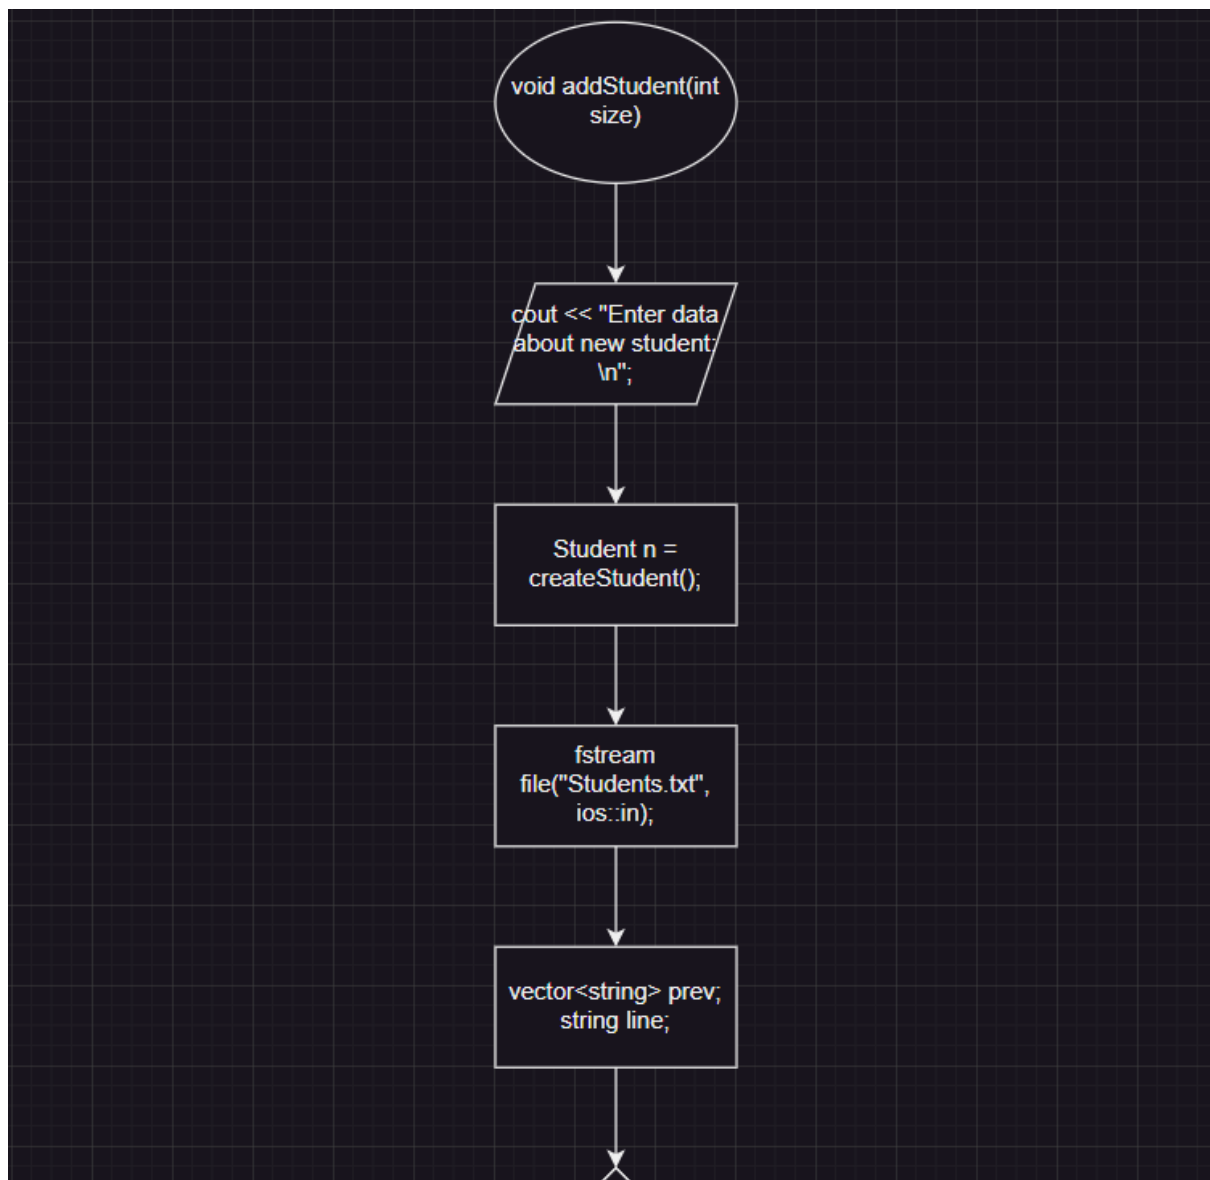 void addStudent(int
size)
cout << "Enter data
about new student:
\n";
Student n =
createStudent();
fstream
file("Students.txt",
ios::in);
vector<string> prev;
string line;